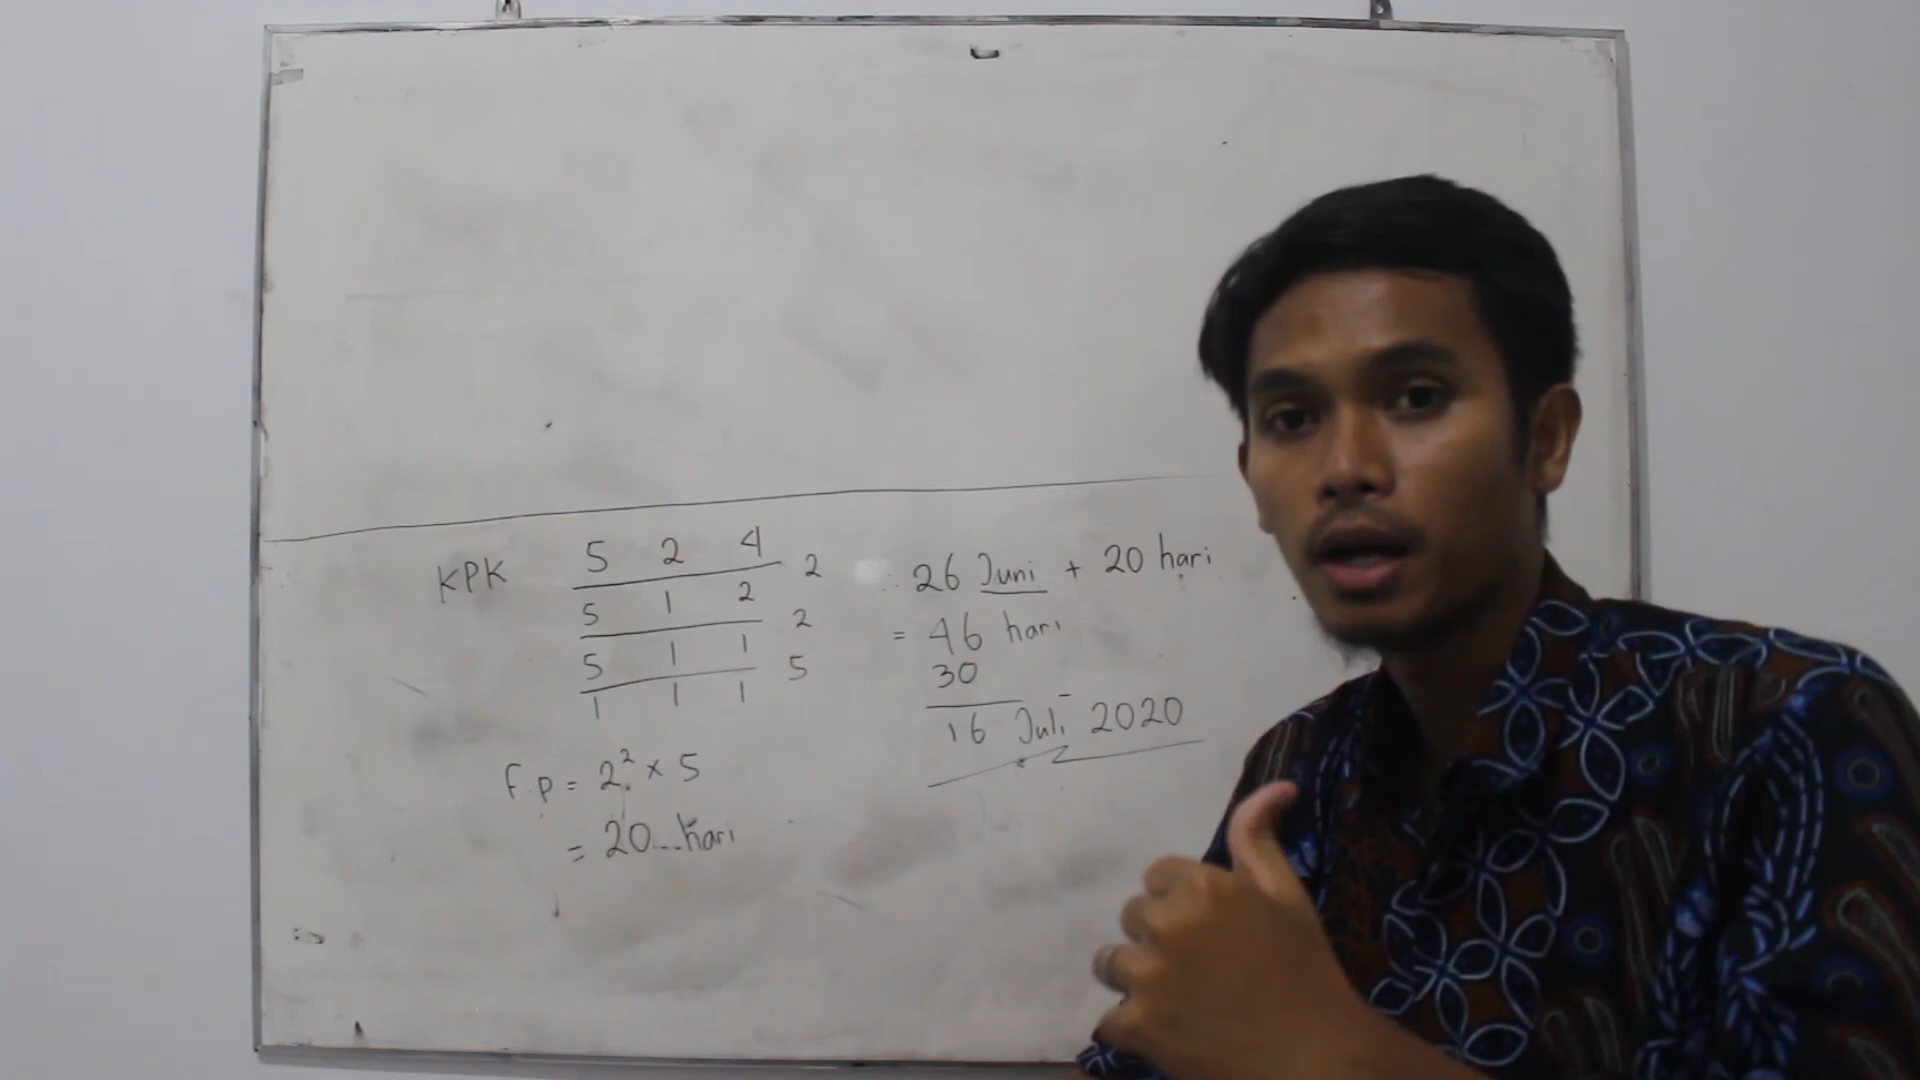 KPK 5 2 4 2
5 1 2 2
5 1 1 5
1 1 1
f.p = 2² x 5
= 20...hari
26 Juni + 20 hari
= 46 hari
30
16 Juli 2020